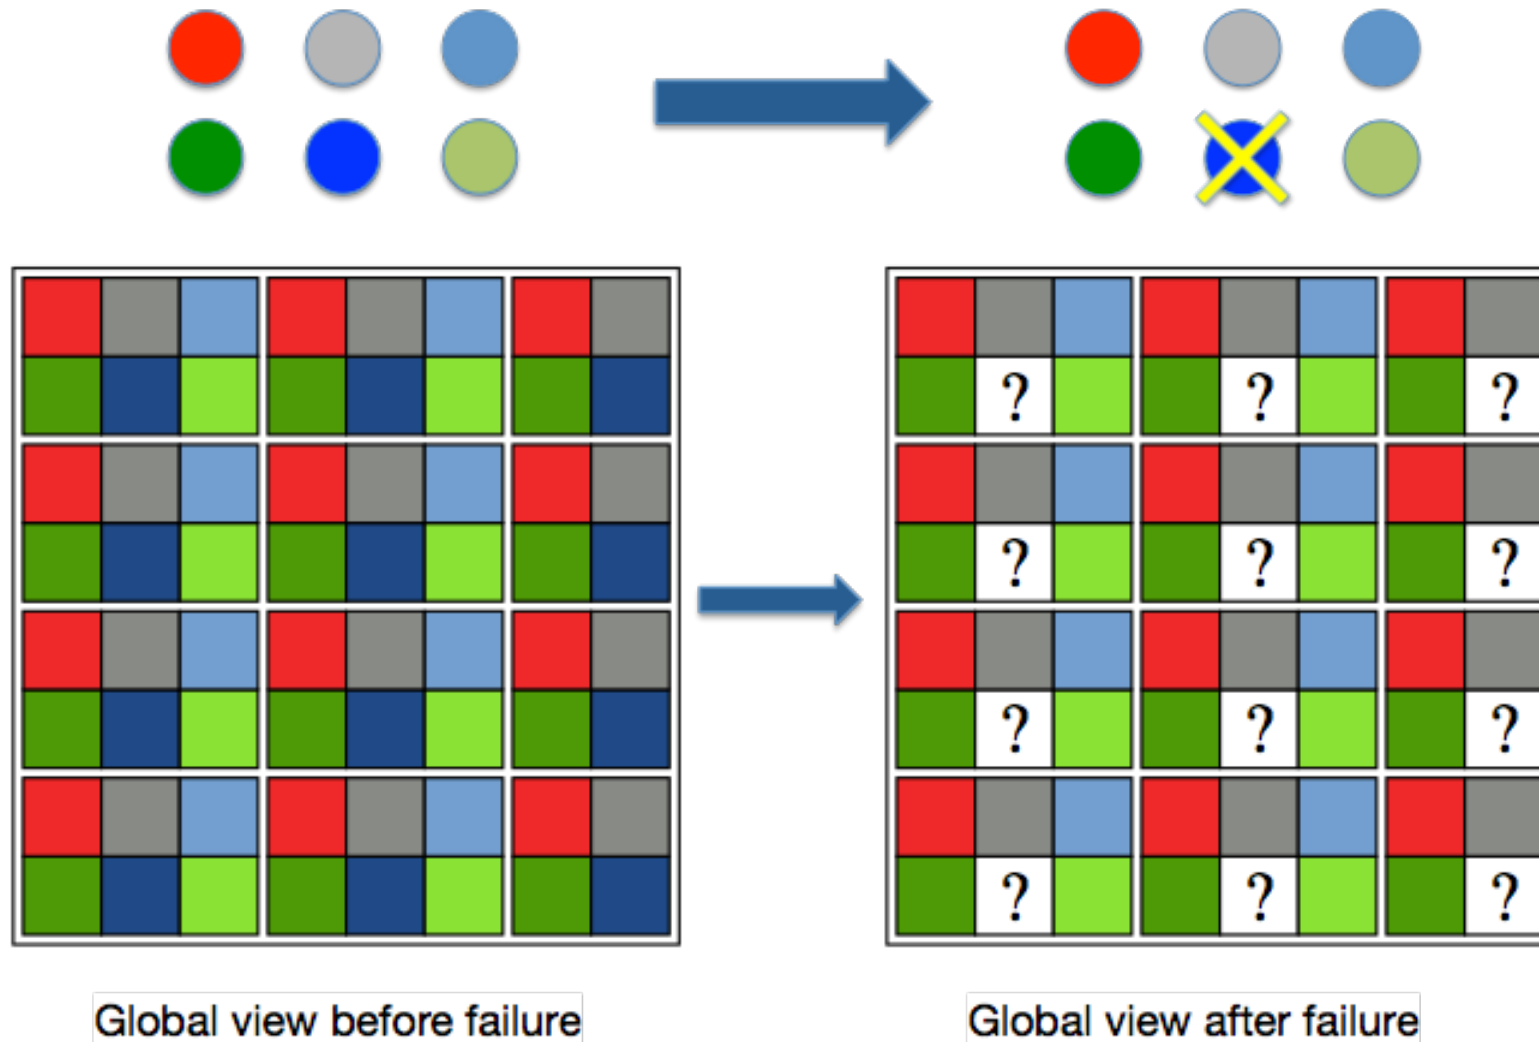 ? ? ?
? ? ?
? ? ?
? ? ?
Global view before failure
Global view after failure